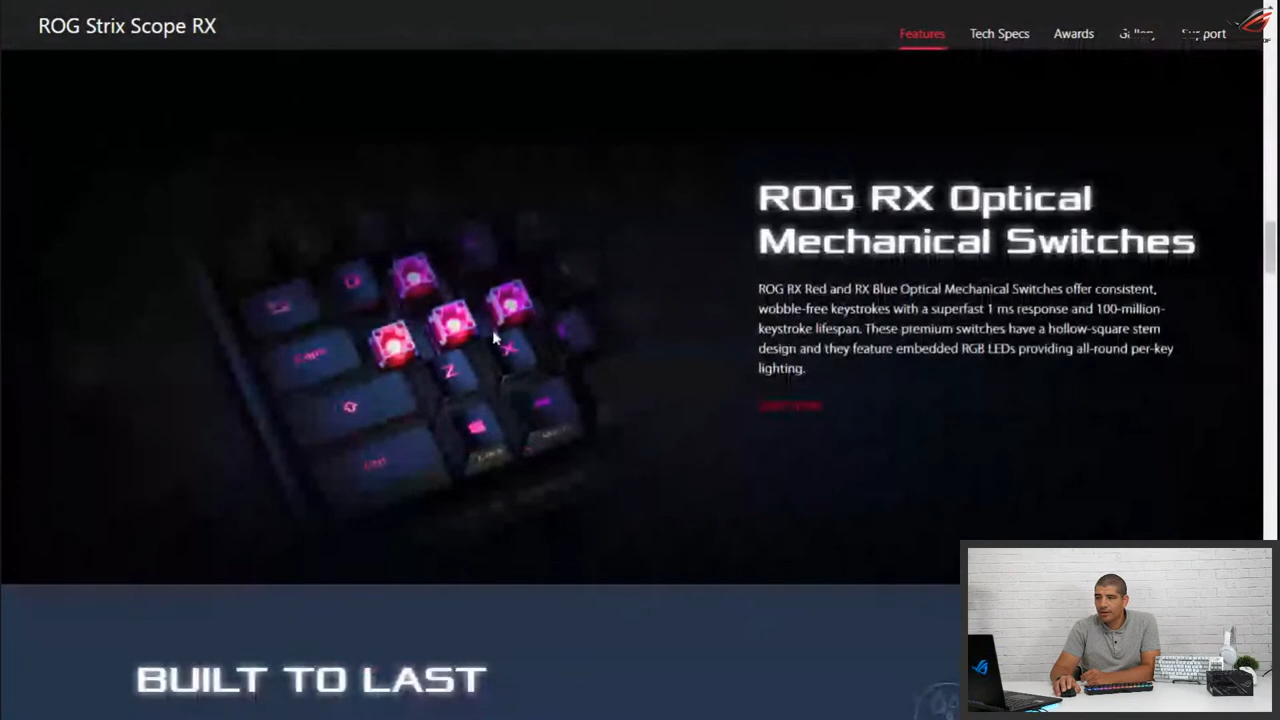 ROG Strix Scope RX
Features Tech Specs Awards Gallery Support
ROG RX Optical
Mechanical Switches
ROG RX Red and RX Blue Optical Mechanical Switches offer consistent,
wobble-free keystrokes with a superfast 1 ms response and 100-million-
keystroke lifespan. These premium switches have a hollow-square stem
design and they feature embedded RGB LEDs providing all-round per-key
lighting.
Z
X
BUILT TO LAST